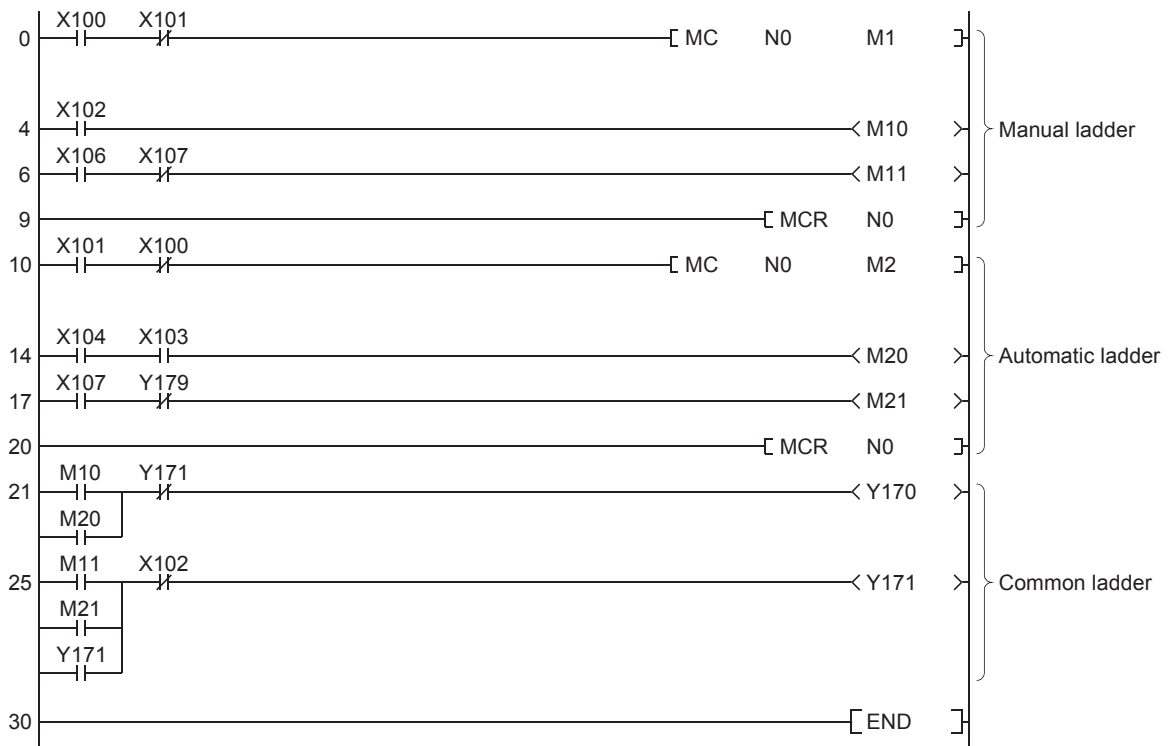 X100 X101
0 MC N0 M1
X102
4 M10 Manual ladder
X106 X107
6 M11
9 MCR N0
X101 X100
10 MC N0 M2
X104 X103
14 M20 Automatic ladder
X107 Y179
17 M21
20 MCR N0
M10 Y171
21 Y170
M20
M11 X102
25 Y171 Common ladder
M21
Y171
30 END